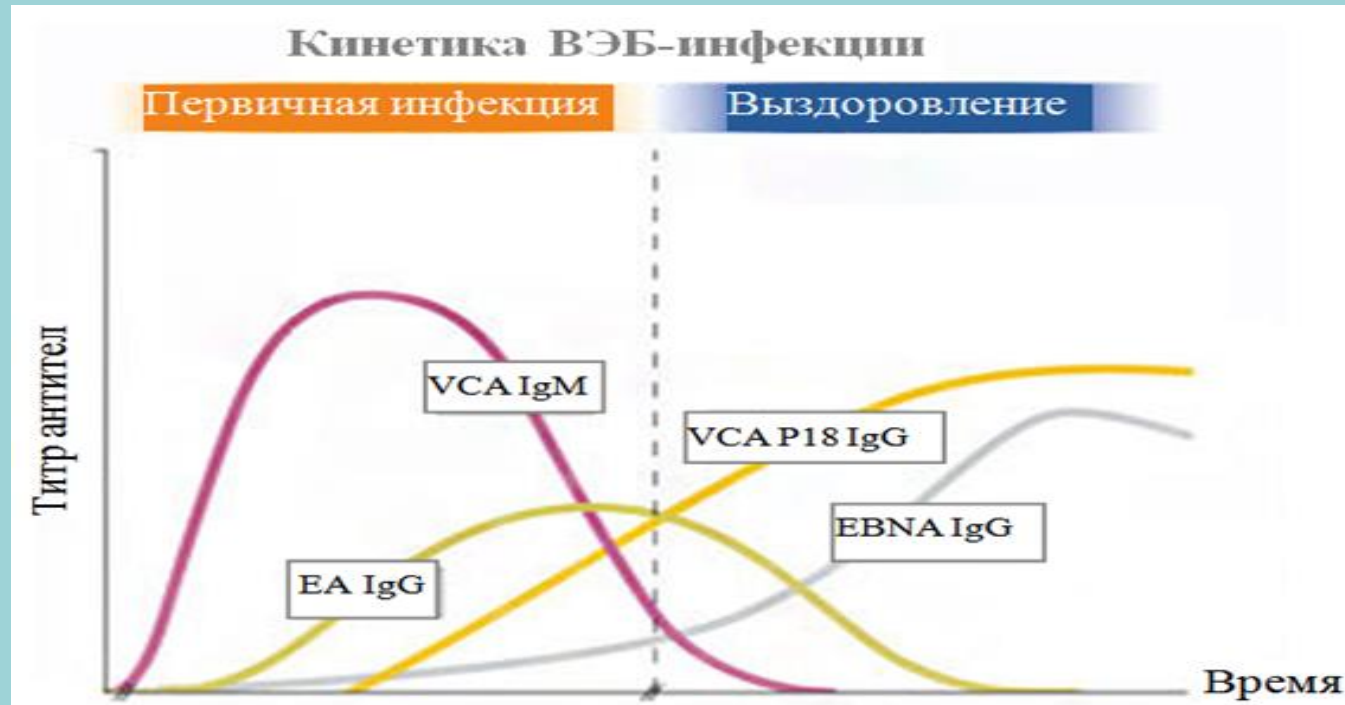 Кинетика ВЭБ-инфекции
Первичная инфекция
Выздоровление
Титр антител
VCA IgM
VCA P18 IgG
EBNA IgG
EA IgG
Время